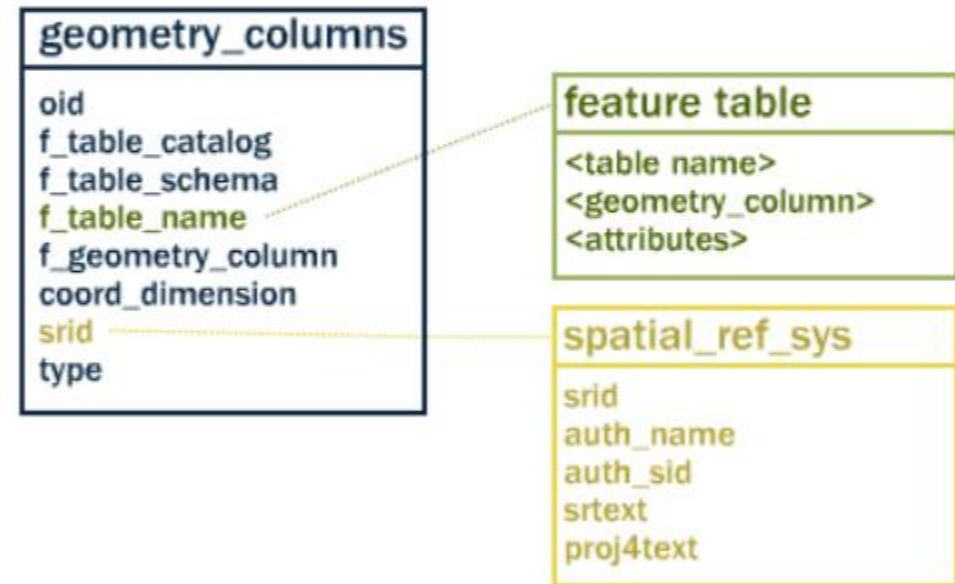 geometry_columns
oid
f_table_catalog
f_table_schema
f_table_name
f_geometry_column
coord_dimension
srid
type
feature table
<table name>
<geometry_column>
<attributes>
spatial_ref_sys
srid
auth_name
auth_sid
srtext
proj4text